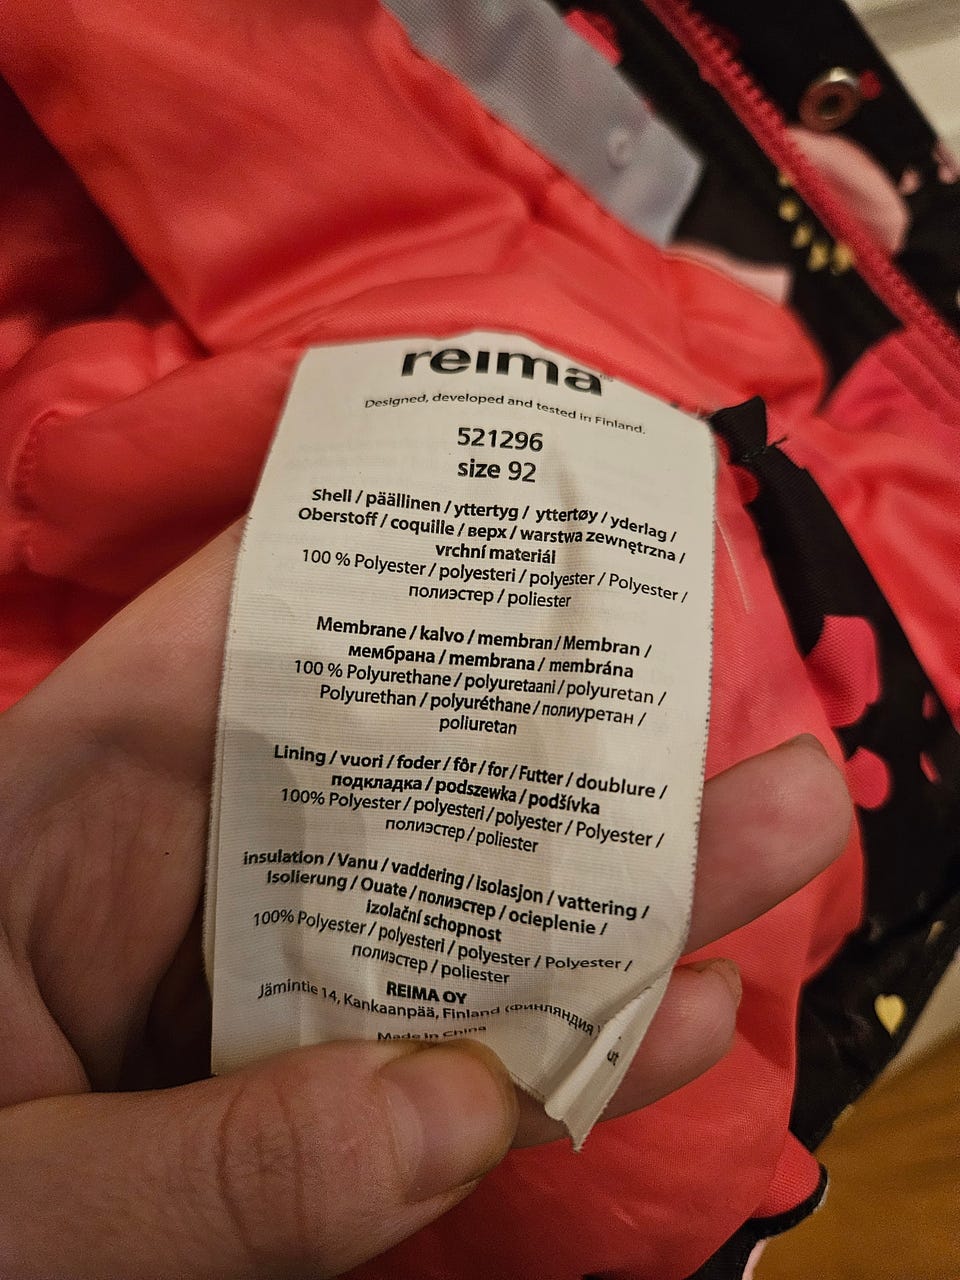 reima
Designed, developed and tested in Finland.
521296
size 92
Shell / päällinen / yttertyg / yttertøy / yderlag /
Oberstoff / coquille / верх / warstwa zewnętrzna /
vrchní materiál
100 % Polyester / polyesteri / polyester / Polyester /
полиэстер / poliester
Membrane / kalvo / membran / Membran /
мембрана / membrana / membrána
100 % Polyurethane / polyuretaani / polyuretan /
Polyurethan / polyuréthane / полиуретан /
poliuretan
Lining / vuori / foder / fôr / for / Futter / doublure /
подкладка / podszewka / podšívka
100% Polyester / polyesteri / polyester / Polyester /
полиэстер / poliester
insulation / Vanu / vaddering / Isolasjon / vattering /
Isolierung / Ouate / полиэстер / ocieplenie /
izolační schopnost
100% Polyester / polyesteri / polyester / Polyester /
полиэстер / poliester
REIMA OY
Jämintie 14, Kankaanpää, Finland (ФИНЛЯНДИЯ
Made in China